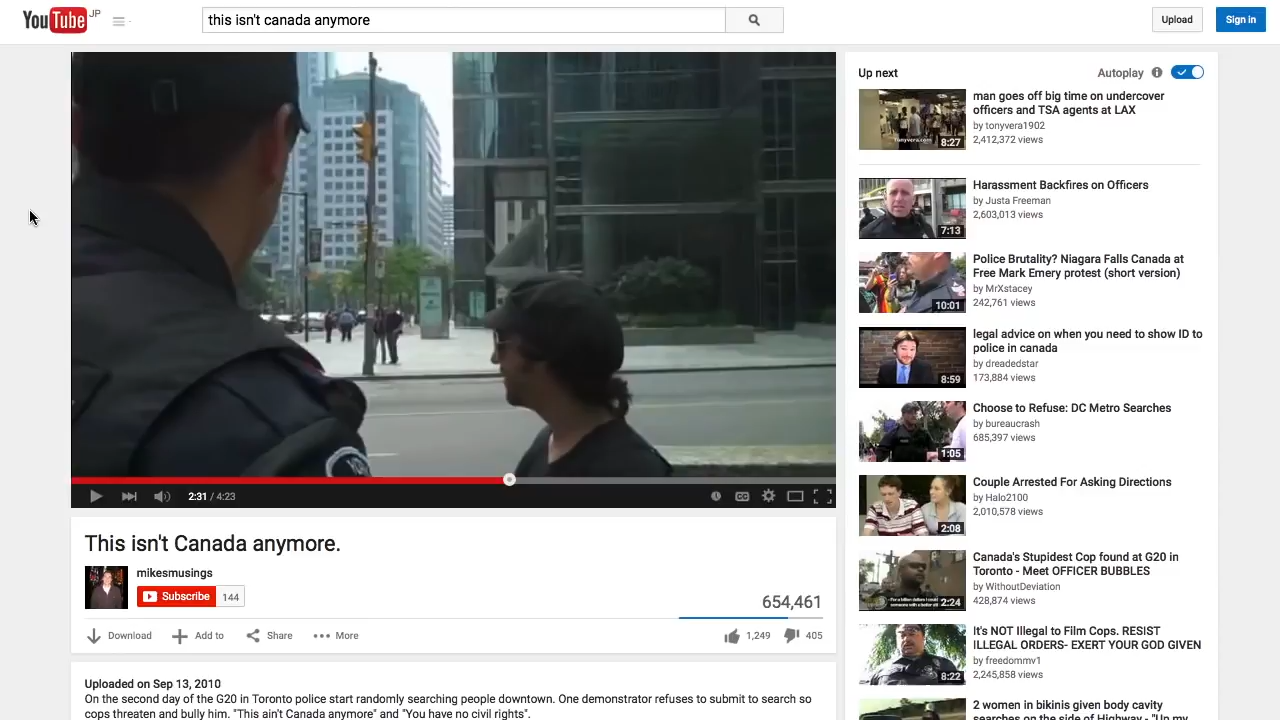 YouTube JP
this isn't canada anymore
Upload
Sign in
2:31 / 4:23
CC
This isn't Canada anymore.
mikesmusings
Subscribe 144
654,461
Download
Add to
Share
More
1,249
405
Uploaded on Sep 13, 2010
On the second day of the G20 in Toronto police start randomly searching people downtown. One demonstrator refuses to submit to search so
cops threaten and bully him. "This ain't Canada anymore" and "You have no civil rights".
Up next
Autoplay
man goes off big time on undercover
officers and TSA agents at LAX
by tonyvera1902
2,412,372 views
8:27
Harassment Backfires on Officers
by Justa Freeman
2,603,013 views
7:13
Police Brutality? Niagara Falls Canada at
Free Mark Emery protest (short version)
by MrXstacey
242,761 views
10:01
legal advice on when you need to show ID to
police in canada
by dreadedstar
173,884 views
8:59
Choose to Refuse: DC Metro Searches
by bureaucrash
685,397 views
1:05
Couple Arrested For Asking Directions
by Halo2100
2,010,578 views
2:08
Canada's Stupidest Cop found at G20 in
Toronto - Meet OFFICER BUBBLES
by WithoutDeviation
428,874 views
2:24
It's NOT Illegal to Film Cops. RESIST
ILLEGAL ORDERS- EXERT YOUR GOD GIVEN
by freedommv1
2,245,858 views
8:22
2 women in bikinis given body cavity
searches on the side of Highway - "Up my